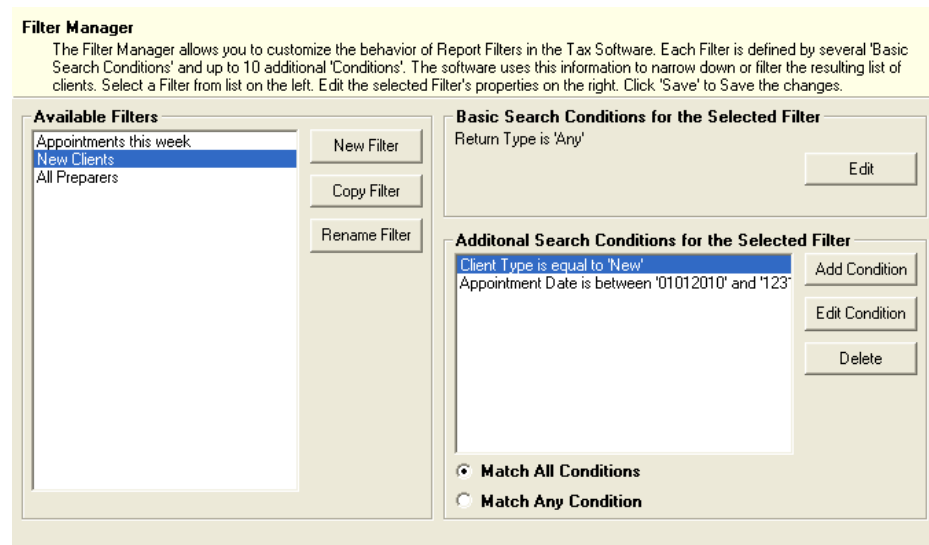 Filter Manager
The Filter Manager allows you to customize the behavior of Report Filters in the Tax Software. Each Filter is defined by several 'Basic
Search Conditions' and up to 10 additional 'Conditions'. The software uses this information to narrow down or filter the resulting list of
clients. Select a Filter from list on the left. Edit the selected Filter's properties on the right. Click 'Save' to Save the changes.
Available Filters
Appointments this week
New Clients
All Preparers
New Filter
Copy Filter
Rename Filter
Basic Search Conditions for the Selected Filter
Return Type is 'Any'
Edit
Additonal Search Conditions for the Selected Filter
Client Type is equal to 'New'
Appointment Date is between '01012010' and '123
Add Condition
Edit Condition
Delete
Match All Conditions
Match Any Condition